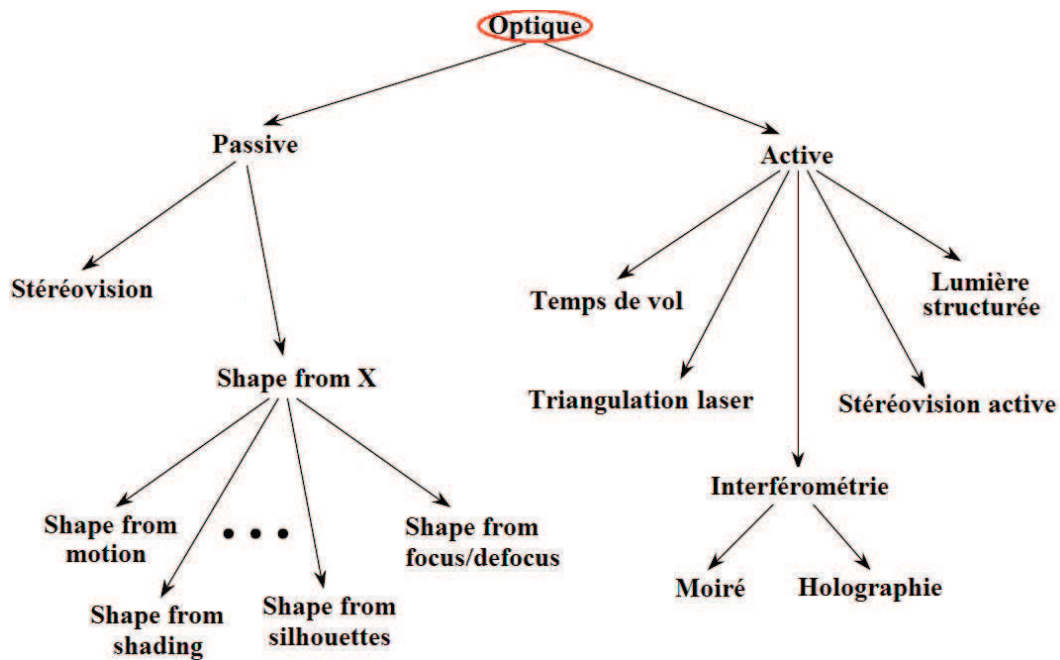 Optique
Passive
Active
Stéréovision
Temps de vol
Lumière
structurée
Shape from X
Triangulation laser
Stéréovision active
Interférométrie
Shape from
motion
• • •
Shape from
focus/defocus
Shape from
shading
Shape from
silhouettes
Moiré
Holographie